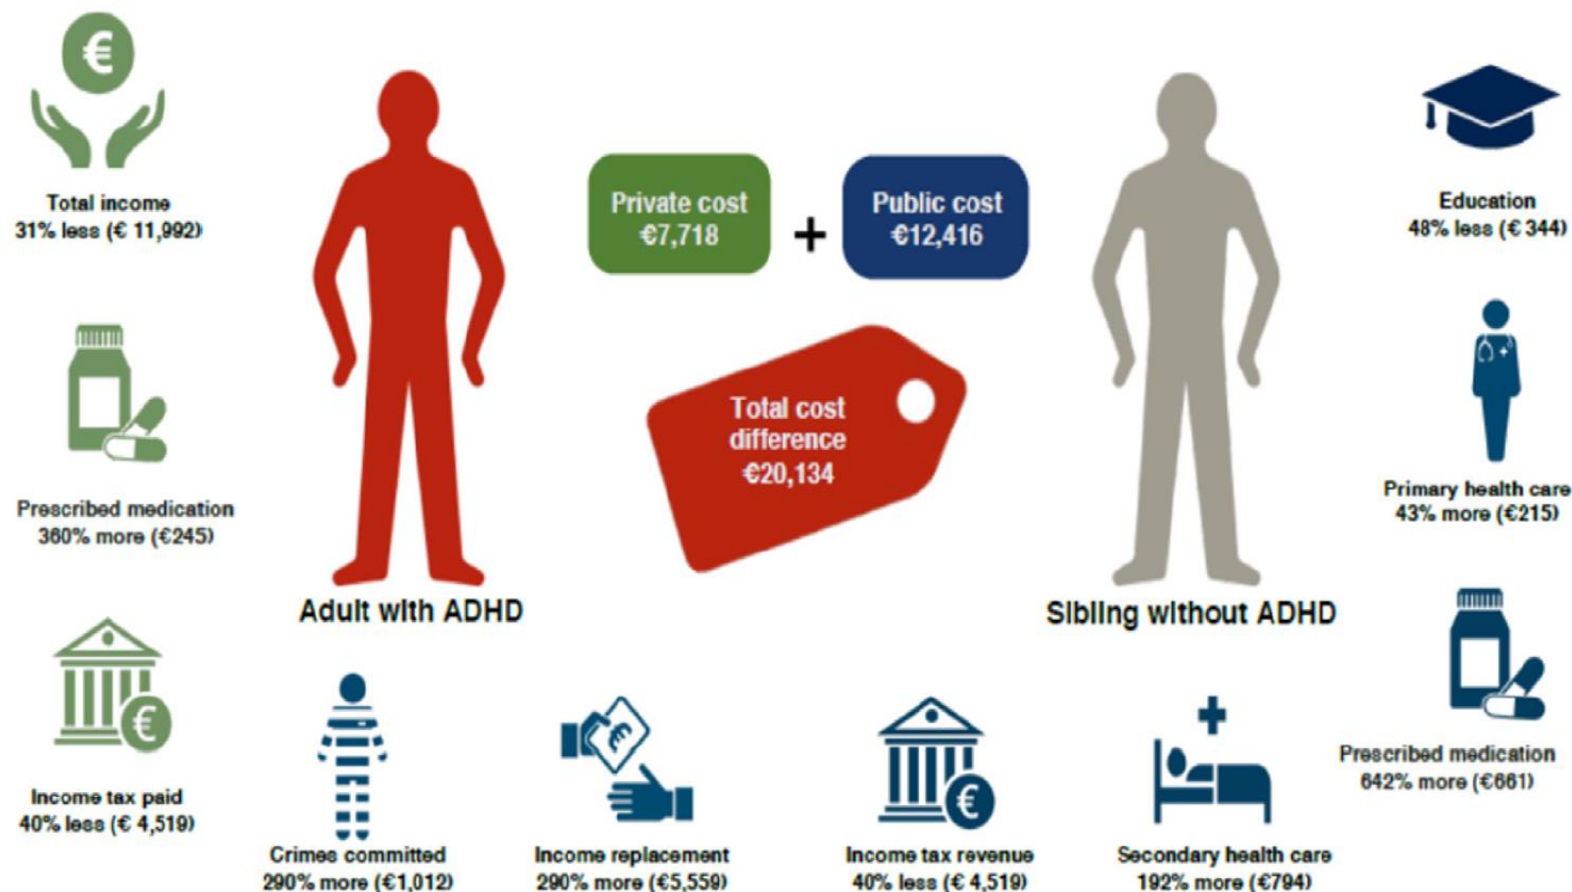 €
Total income
31% less (€ 11,992)
Prescribed medication
360% more (€245)
€
Income tax paid
40% less (€ 4,519)
Adult with ADHD
Private cost
€7,718
+
Public cost
€12,416
Total cost
difference
€20,134
Sibling without ADHD
Education
48% less (€ 344)
Primary health care
43% more (€215)
Prescribed medication
642% more (€661)
Crimes committed
290% more (€1,012)
€
Income replacement
290% more (€5,559)
€
Income tax revenue
40% less (€ 4,519)
Secondary health care
192% more (€794)